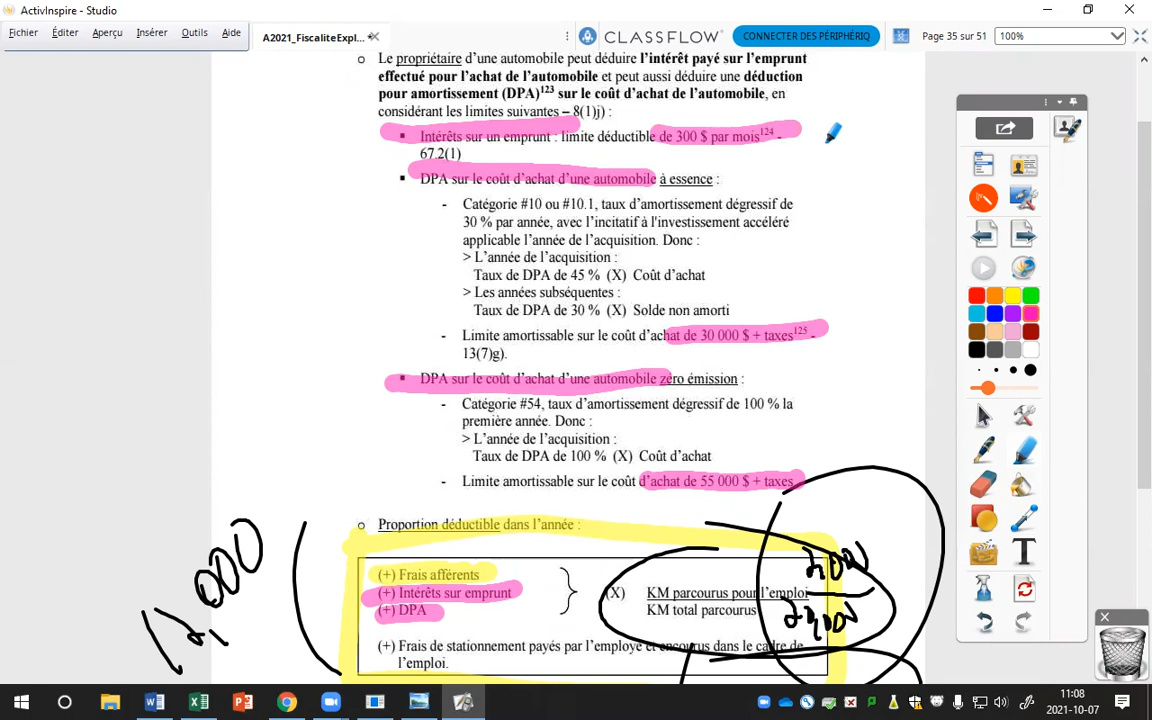 ActivInspire - Studio
Fichier Éditer Aperçu Insérer Outils Aide
A2021_FiscaliteExpl...
CLASSFLOW
CONNECTER DES PÉRIPHÉRIQ
Page 35 sur 51
100%
o Le propriétaire d'une automobile peut déduire l'intérêt payé sur l'emprunt
effectué pour l'achat de l'automobile et peut aussi déduire une déduction
pour amortissement (DPA)123 sur le coût d'achat de l'automobile, en
considérant les limites suivantes – 8(1)j) :
▪ Intérêts sur un emprunt : limite déductible de 300 $ par mois124 -
67.2(1)
▪ DPA sur le coût d'achat d'une automobile à essence :
- Catégorie #10 ou #10.1, taux d'amortissement dégressif de
30 % par année, avec l'incitatif à l'investissement accéléré
applicable l'année de l'acquisition. Donc :
> L'année de l'acquisition :
Taux de DPA de 45 % (X) Coût d'achat
> Les années subséquentes :
Taux de DPA de 30 % (X) Solde non amorti
- Limite amortissable sur le coût d'achat de 30 000 $ + taxes125 -
13(7)g).
▪ DPA sur le coût d'achat d'une automobile zéro émission :
- Catégorie #54, taux d'amortissement dégressif de 100 % la
première année. Donc :
> L'année de l'acquisition :
Taux de DPA de 100 % (X) Coût d'achat
- Limite amortissable sur le coût d'achat de 55 000 $ + taxes
o Proportion déductible dans l'année :
(+) Frais afférents
(+) Intérêts sur emprunt
(+) DPA
(X) KM parcourus pour l'emploi
KM total parcourus
(+) Frais de stationnement payés par l'employé et encourus dans le cadre de
l'emploi.
11:08
2021-10-07